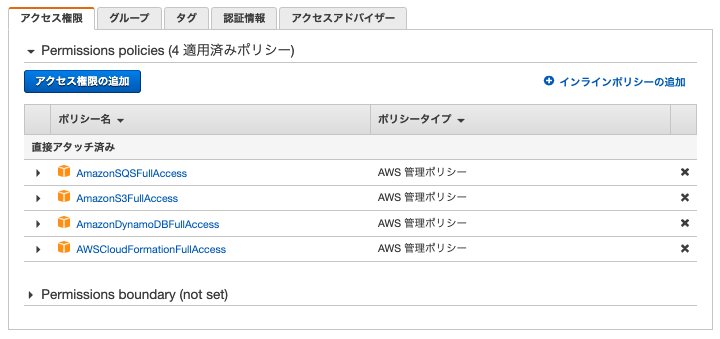 アクセス権限 グループ タグ 認証情報 アクセスアドバイザー
Permissions policies (4 適用済みポリシー)
アクセス権限の追加 インラインポリシーの追加
ポリシー名 ポリシータイプ
直接アタッチ済み
AmazonSQSFullAccess AWS 管理ポリシー
AmazonS3FullAccess AWS 管理ポリシー
AmazonDynamoDBFullAccess AWS 管理ポリシー
AWSCloudFormationFullAccess AWS 管理ポリシー
Permissions boundary (not set)